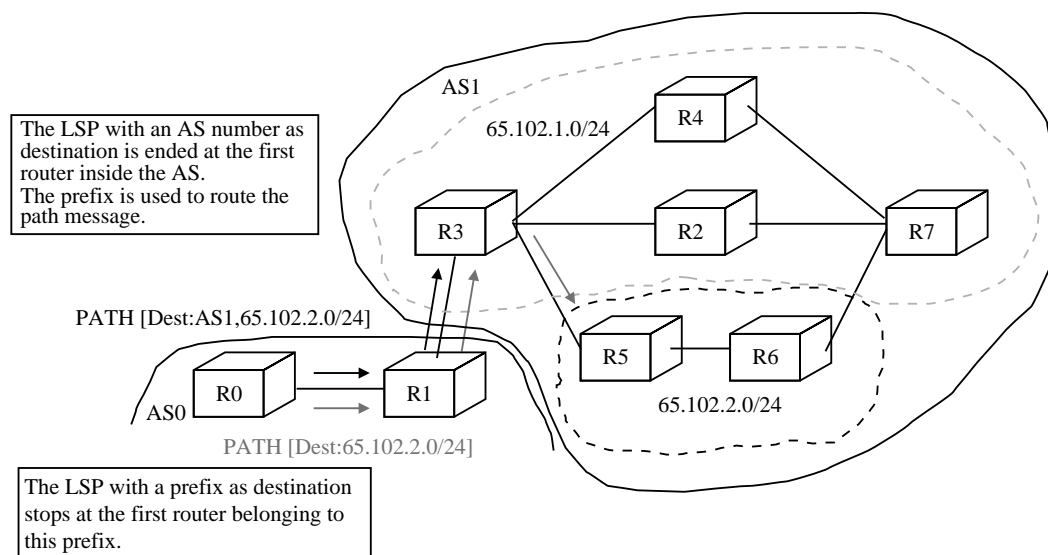 AS1
R4
65.102.1.0/24
The LSP with an AS number as
destination is ended at the first
router inside the AS.
The prefix is used to route the
path message.
R3
R2
R7
PATH [Dest:AS1,65.102.2.0/24]
R5
R6
R0
R1
65.102.2.0/24
AS0
PATH [Dest:65.102.2.0/24]
The LSP with a prefix as destination
stops at the first router belonging to
this prefix.